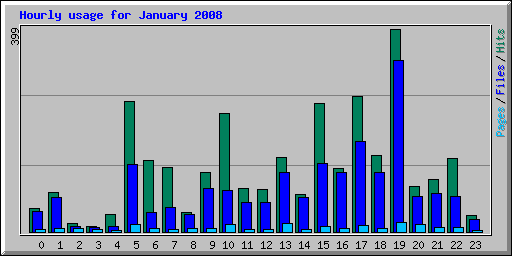 Hourly usage for January 2008
399
Pages / Files / Hits
0 1 2 3 4 5 6 7 8 9 10 11 12 13 14 15 16 17 18 19 20 21 22 23